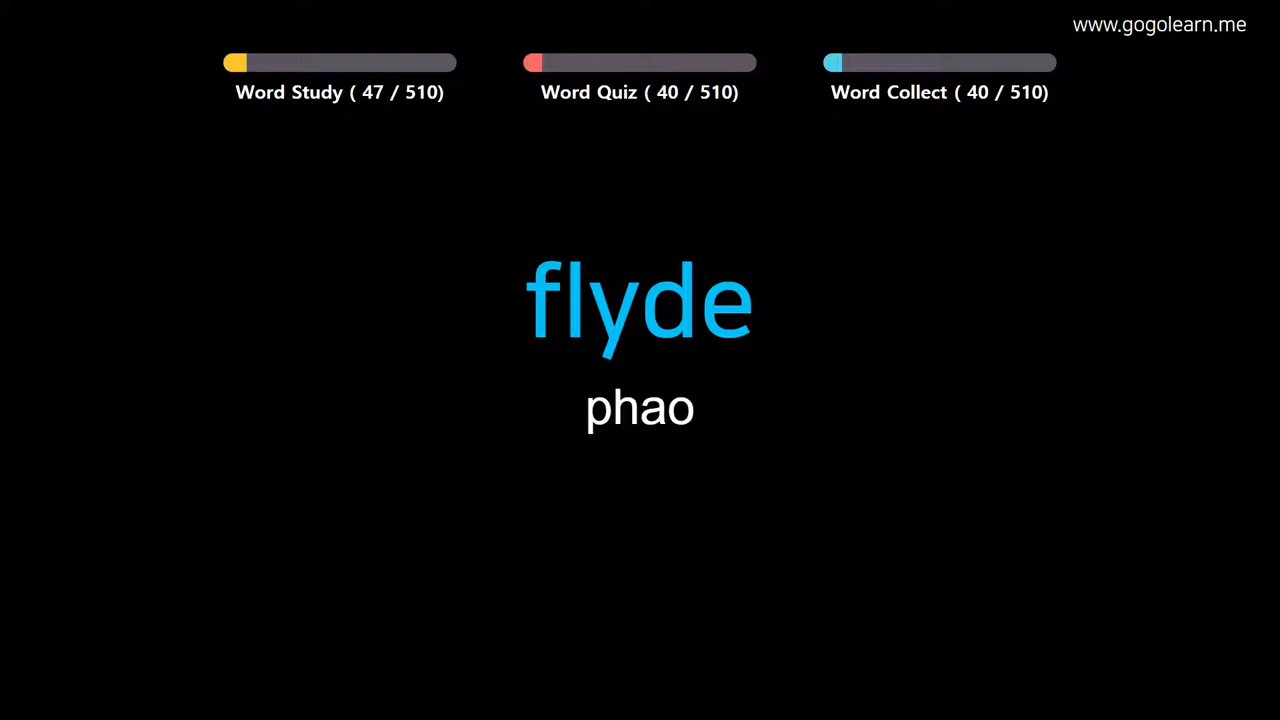 www.gogolearn.me
Word Study ( 47 / 510)
Word Quiz ( 40 / 510)
Word Collect ( 40 / 510)
flyde
phao